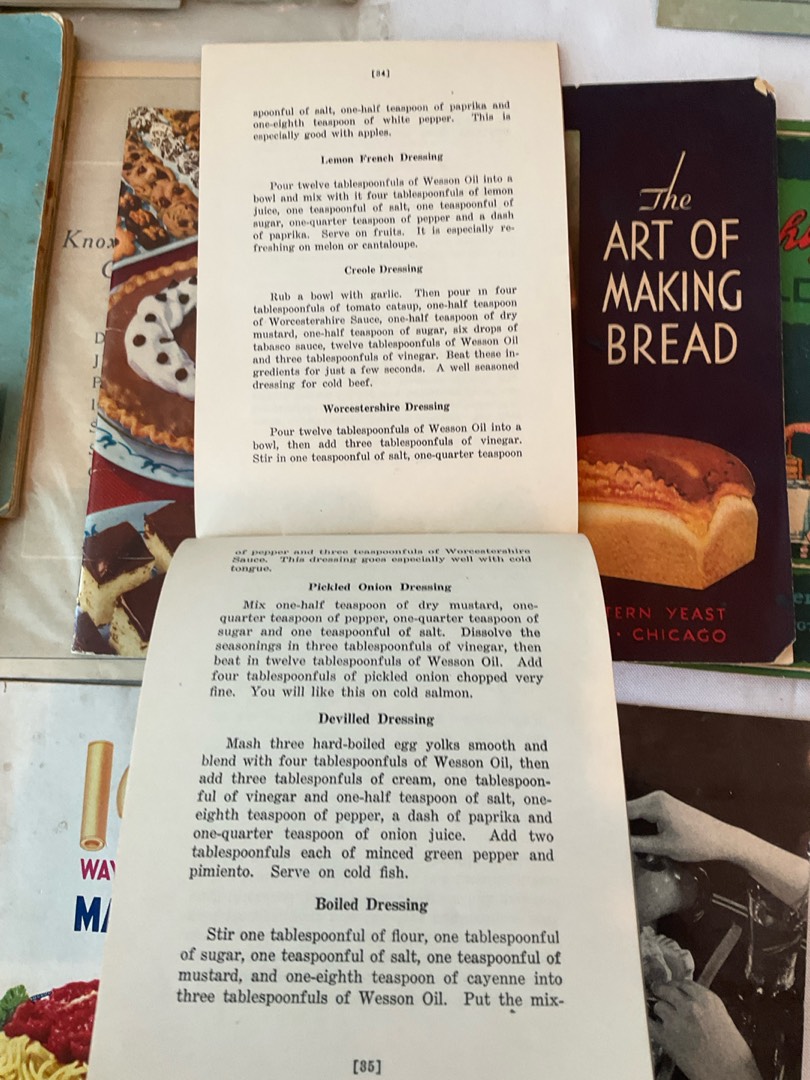 [34]
spoonful of salt, one-half teaspoon of paprika and
one-eighth teaspoon of white pepper. This is
especially good with apples.
Lemon French Dressing
Pour twelve tablespoonfuls of Wesson Oil into a
bowl and mix with it four tablespoonfuls of lemon
juice, one teaspoonful of salt, one teaspoonful of
sugar, one-quarter teaspoon of pepper and a dash
of paprika. Serve on fruits. It is especially re-
freshing on melon or cantaloupe.
Creole Dressing
Rub a bowl with garlic. Then pour in four
tablespoonfuls of tomato catsup, one-half teaspoon
of Worcestershire Sauce, one-half teaspoon of dry
mustard, one-half teaspoon of sugar, six drops of
tabasco sauce, twelve tablespoonfuls of Wesson Oil
and three tablespoonfuls of vinegar. Beat these in-
gredients for just a few seconds. A well seasoned
dressing for cold beef.
Worcestershire Dressing
Pour twelve tablespoonfuls of Wesson Oil into a
bowl, then add three tablespoonfuls of vinegar.
Stir in one teaspoonful of salt, one-quarter teaspoon
of pepper and three teaspoonfuls of Worcestershire
Sauce. This dressing goes especially well with cold
tongue.
Pickled Onion Dressing
Mix one-half teaspoon of dry mustard, one-
quarter teaspoon of pepper, one-quarter teaspoon of
sugar and one teaspoonful of salt. Dissolve the
seasonings in three tablespoonfuls of vinegar, then
beat in twelve tablespoonfuls of Wesson Oil. Add
four tablespoonfuls of pickled onion chopped very
fine. You will like this on cold salmon.
Devilled Dressing
Mash three hard-boiled egg yolks smooth and
blend with four tablespoonfuls of Wesson Oil, then
add three tablesponfuls of cream, one tablespoon-
ful of vinegar and one-half teaspoon of salt, one-
eighth teaspoon of pepper, a dash of paprika and
one-quarter teaspoon of onion juice. Add two
tablespoonfuls each of minced green pepper and
pimiento. Serve on cold fish.
Boiled Dressing
Stir one tablespoonful of flour, one tablespoonful
of sugar, one teaspoonful of salt, one teaspoonful of
mustard, and one-eighth teaspoon of cayenne into
three tablespoonfuls of Wesson Oil. Put the mix-
[35]
The
ART OF
MAKING
BREAD
ERN YEAST
· CHICAGO
Knox
WAY
MA